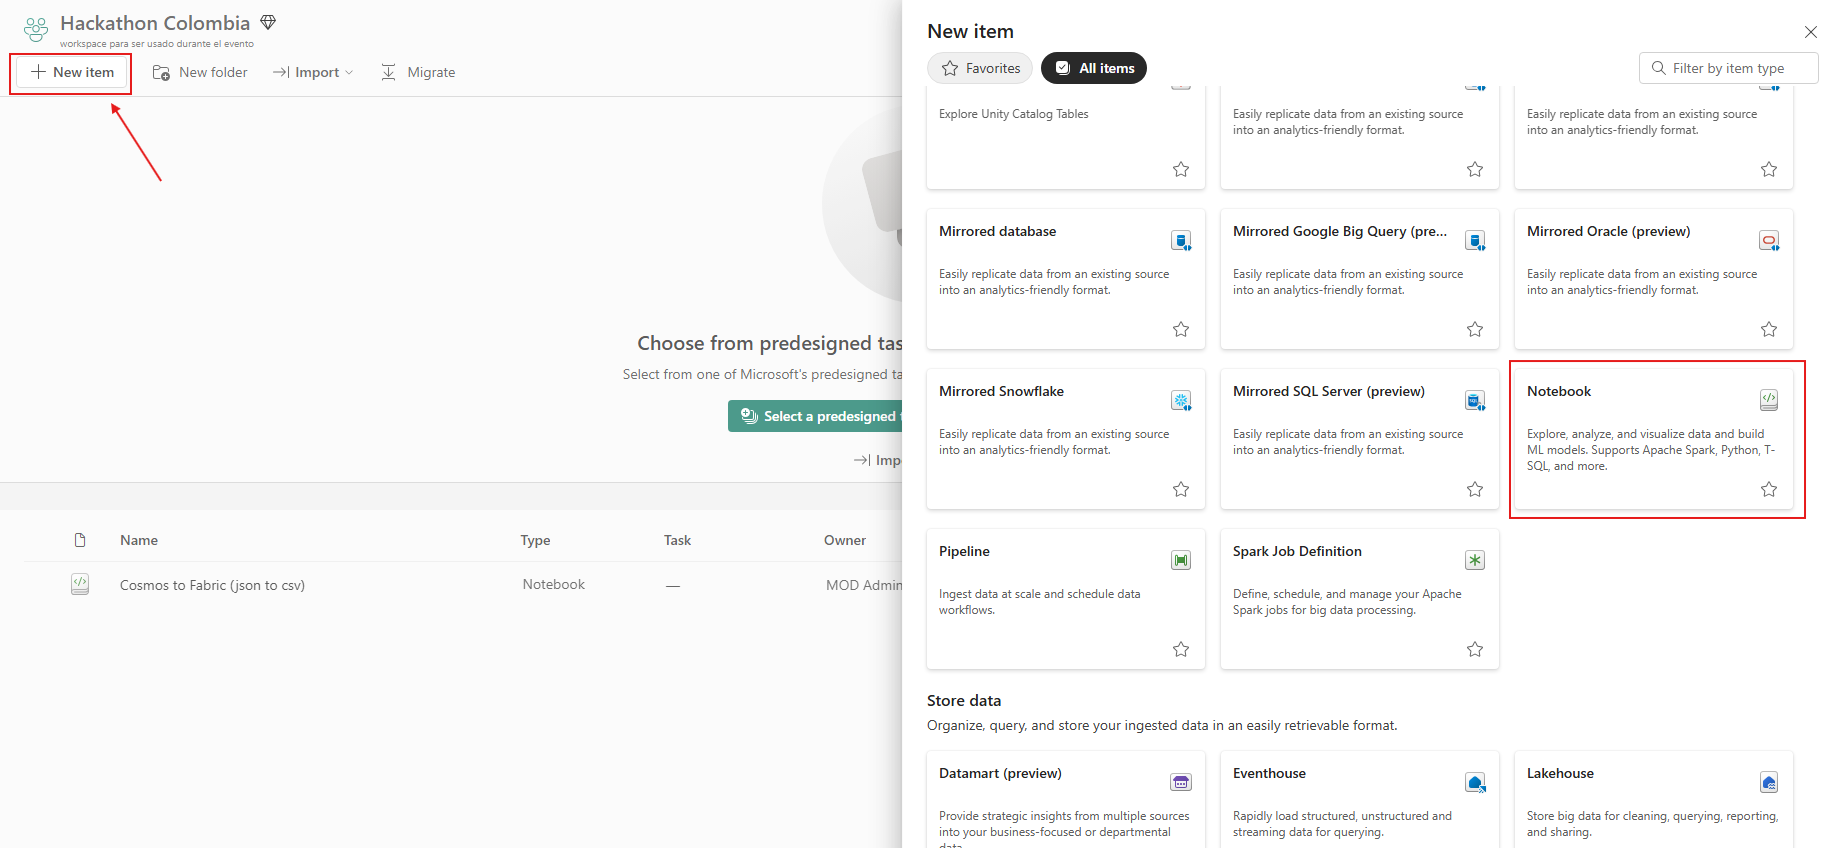 Hackathon Colombia
workspace para ser usado durante el evento
New item
New folder
Import
Migrate
Choose from predesigned tas
Select from one of Microsoft's predesigned ta
Select a predesigned t
Impo
Name Type Task Owner
Cosmos to Fabric (json to csv) Notebook — MOD Admin
New item
Favorites
All items
Filter by item type
Explore Unity Catalog Tables
Easily replicate data from an existing source
into an analytics-friendly format.
Easily replicate data from an existing source
into an analytics-friendly format.
Mirrored database
Easily replicate data from an existing source
into an analytics-friendly format.
Mirrored Google Big Query (pre...
Easily replicate data from an existing source
into an analytics-friendly format.
Mirrored Oracle (preview)
Easily replicate data from an existing source
into an analytics-friendly format.
Mirrored Snowflake
Easily replicate data from an existing source
into an analytics-friendly format.
Mirrored SQL Server (preview)
Easily replicate data from an existing source
into an analytics-friendly format.
Notebook
Explore, analyze, and visualize data and build
ML models. Supports Apache Spark, Python, T-
SQL, and more.
Pipeline
Ingest data at scale and schedule data
workflows.
Spark Job Definition
Define, schedule, and manage your Apache
Spark jobs for big data processing.
Store data
Organize, query, and store your ingested data in an easily retrievable format.
Datamart (preview)
Provide strategic insights from multiple sources
into your business-focused or departmental
data
Eventhouse
Rapidly load structured, unstructured and
streaming data for querying.
Lakehouse
Store big data for cleaning, querying, reporting,
and sharing.